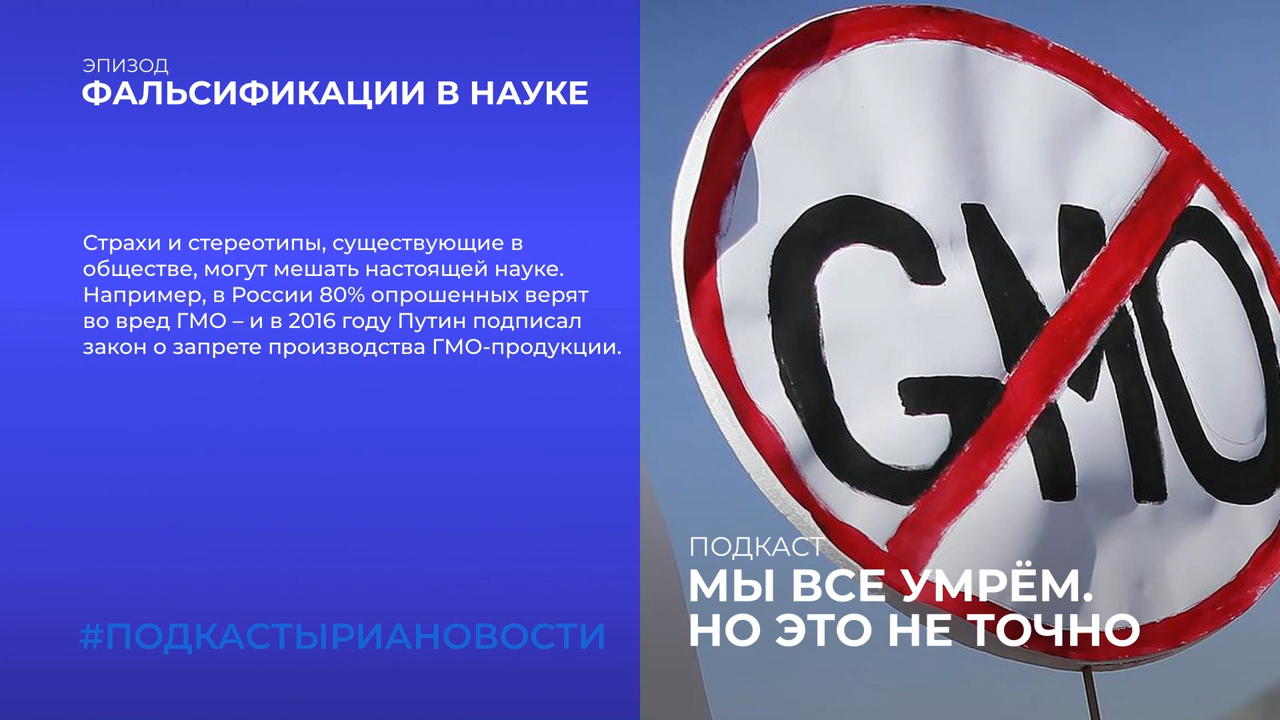 ЭПИЗОД
ФАЛЬСИФИКАЦИИ В НАУКЕ
Страхи и стереотипы, существующие в
обществе, могут мешать настоящей науке.
Например, в России 80% опрошенных верят
во вред ГМО – и в 2016 году Путин подписал
закон о запрете производства ГМО-продукции.
#ПОДКАСТЫРИАНОВОСТИ
GMO
ПОДКАСТ
МЫ ВСЕ УМРЁМ.
НО ЭТО НЕ ТОЧНО